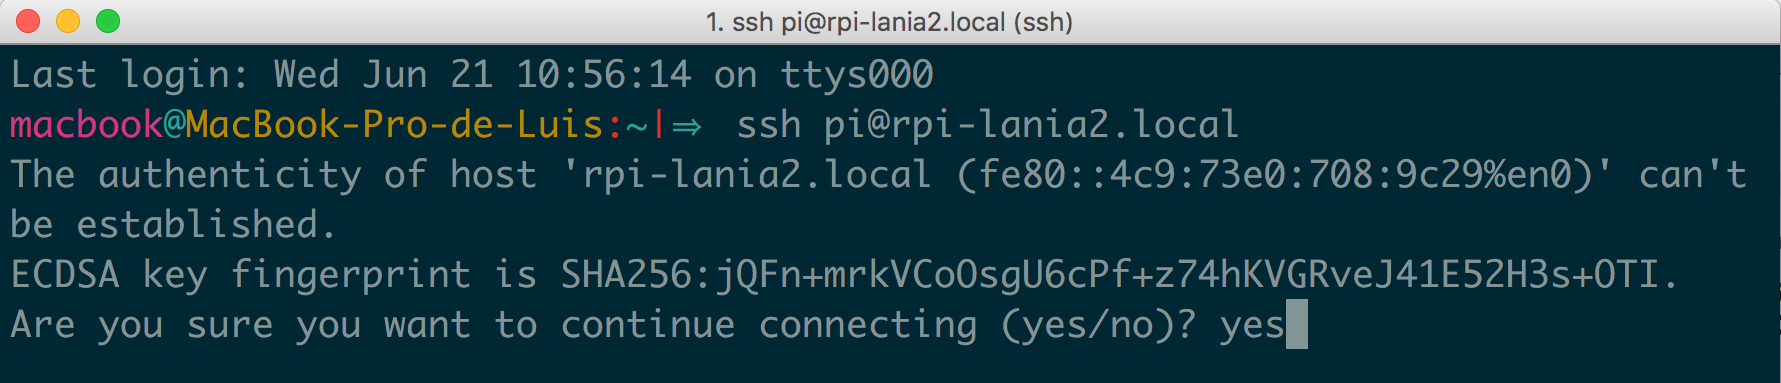 1. ssh pi@rpi-lania2.local (ssh)
Last login: Wed Jun 21 10:56:14 on ttys000
macbook@MacBook-Pro-de-Luis:~|⇒ ssh pi@rpi-lania2.local
The authenticity of host 'rpi-lania2.local (fe80::4c9:73e0:708:9c29%en0)' can't
be established.
ECDSA key fingerprint is SHA256:jQFn+mrkVCoOsgU6cPf+z74hKVGRveJ41E52H3s+OTI.
Are you sure you want to continue connecting (yes/no)? yes